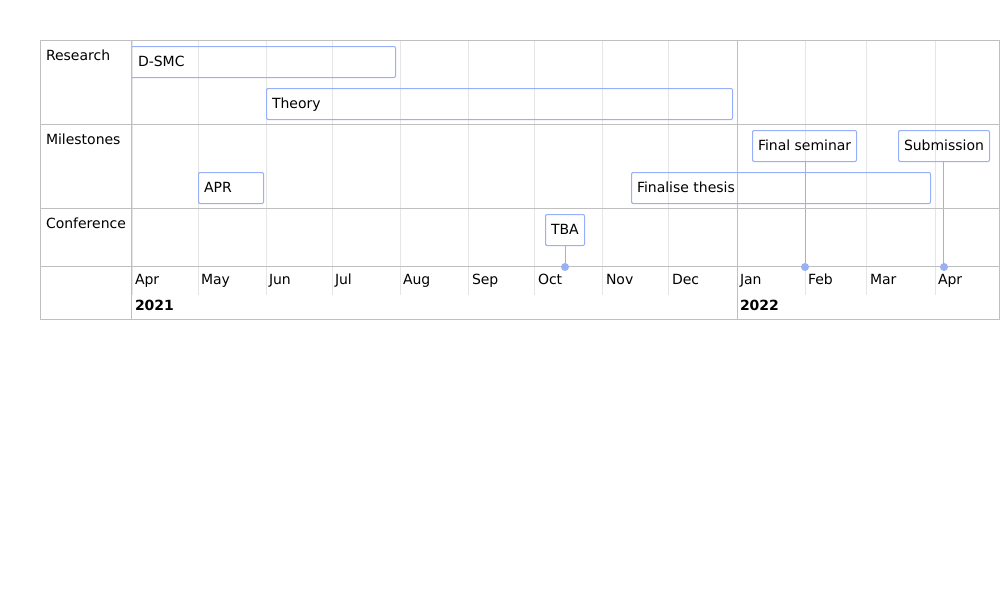 Research
D-SMC
Theory
Milestones
Final seminar
Submission
APR
Finalise thesis
Conference
TBA
Apr May Jun Jul Aug Sep Oct Nov Dec Jan Feb Mar Apr
2021 2022